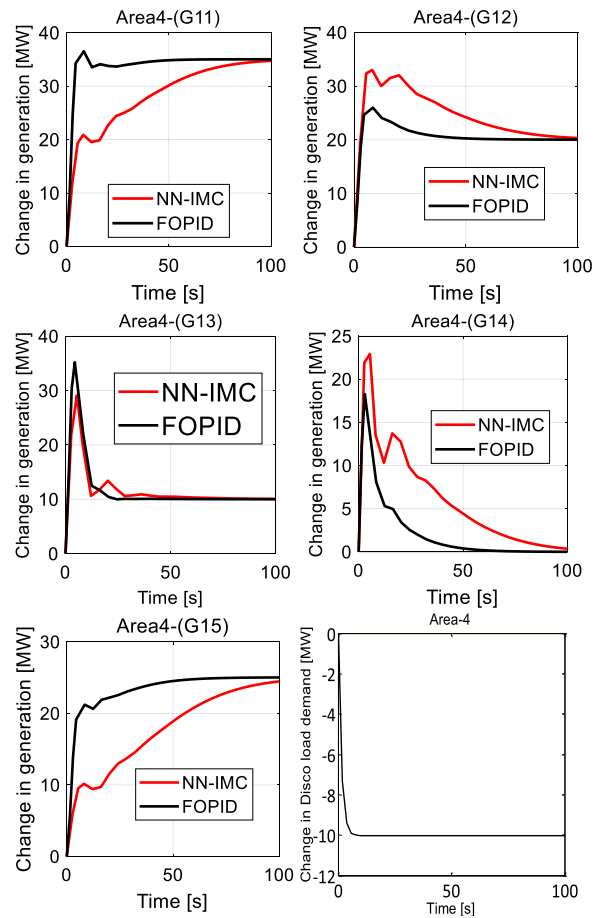 Area4-(G11)
Change in generation [MW]
40
30
20
10
0
NN-IMC
FOPID
0
50
100
Time [s]
Area4-(G12)
Change in generation [MW]
40
30
20
10
0
NN-IMC
FOPID
0
50
100
Time [s]
Area4-(G13)
Change in generation [MW]
40
30
20
10
0
NN-IMC
FOPID
0
50
100
Time [s]
Area4-(G14)
Change in generation [MW]
25
20
15
10
5
0
NN-IMC
FOPID
0
50
100
Time [s]
Area4-(G15)
Change in generation [MW]
30
20
10
0
NN-IMC
FOPID
0
50
100
Time [s]
Area-4
Change in Disco load demand [MW]
0
-2
-4
-6
-8
-10
-12
0
50
100
Time [s]